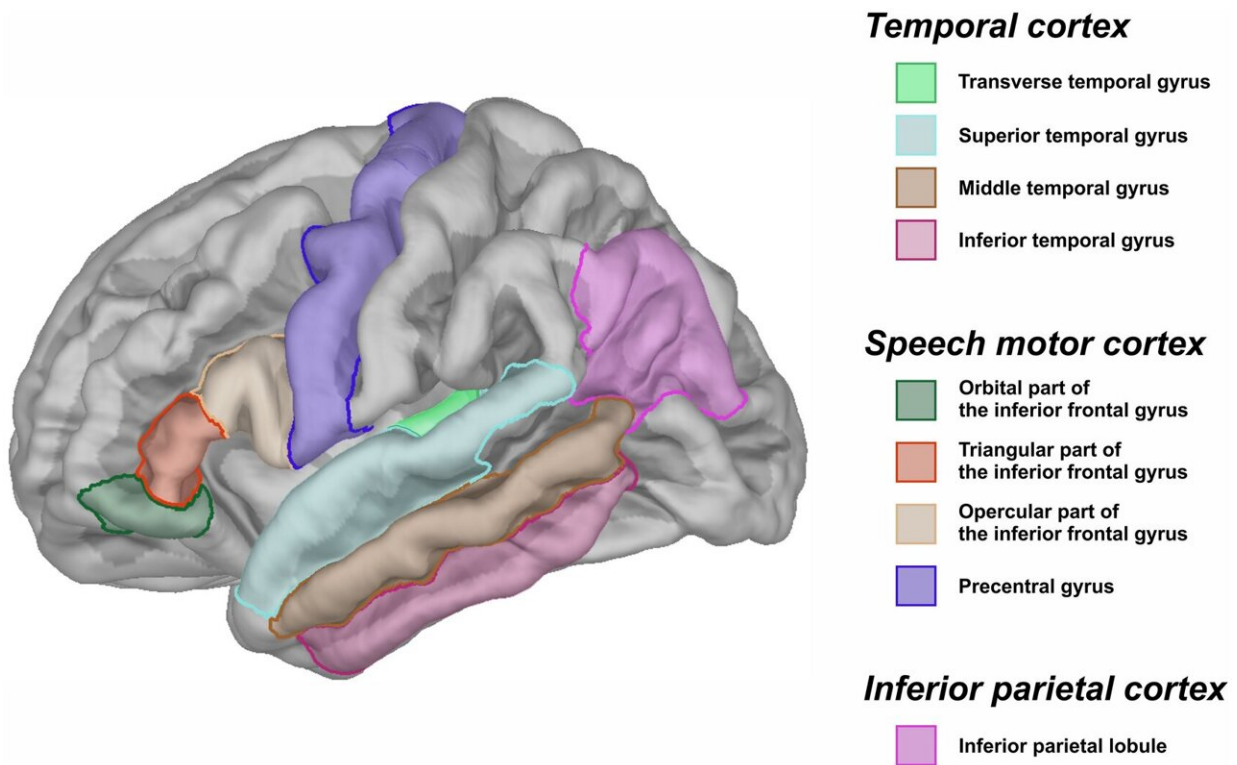 Temporal cortex
Transverse temporal gyrus
Superior temporal gyrus
Middle temporal gyrus
Inferior temporal gyrus
Speech motor cortex
Orbital part of
the inferior frontal gyrus
Triangular part of
the inferior frontal gyrus
Opercular part of
the inferior frontal gyrus
Precentral gyrus
Inferior parietal cortex
Inferior parietal lobule